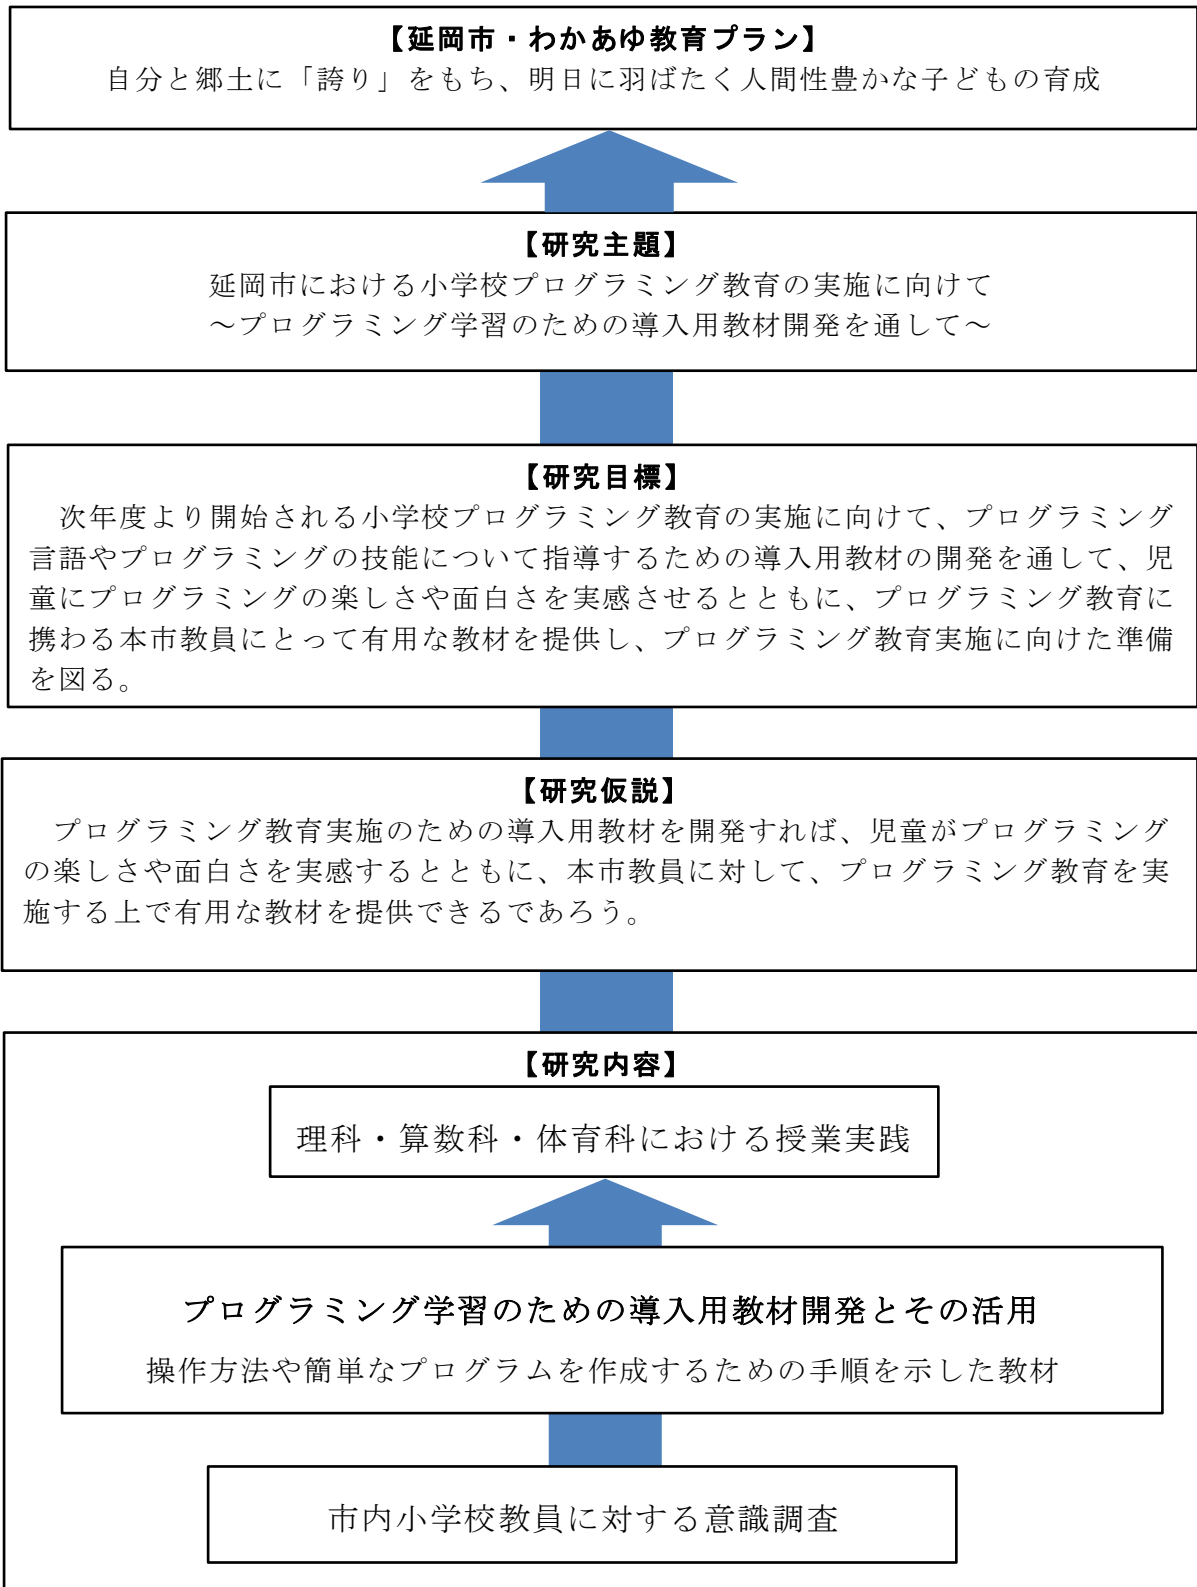 【延岡市・わかあゆ教育プラン】
自分と郷土に「誇り」をもち、明日に羽ばたく人間性豊かな子どもの育成
【研究主題】
延岡市における小学校プログラミング教育の実施に向けて
～プログラミング学習のための導入用教材開発を通して～
【研究目標】
次年度より開始される小学校プログラミング教育の実施に向けて、プログラミング
言語やプログラミングの技能について指導するための導入用教材の開発を通して、児
童にプログラミングの楽しさや面白さを実感させるとともに、プログラミング教育に
携わる本市教員にとって有用な教材を提供し、プログラミング教育実施に向けた準備
を図る。
【研究仮説】
プログラミング教育実施のための導入用教材を開発すれば、児童がプログラミング
の楽しさや面白さを実感するとともに、本市教員に対して、プログラミング教育を実
施する上で有用な教材を提供できるであろう。
【研究内容】
理科・算数科・体育科における授業実践
プログラミング学習のための導入用教材開発とその活用
操作方法や簡単なプログラムを作成するための手順を示した教材
市内小学校教員に対する意識調査